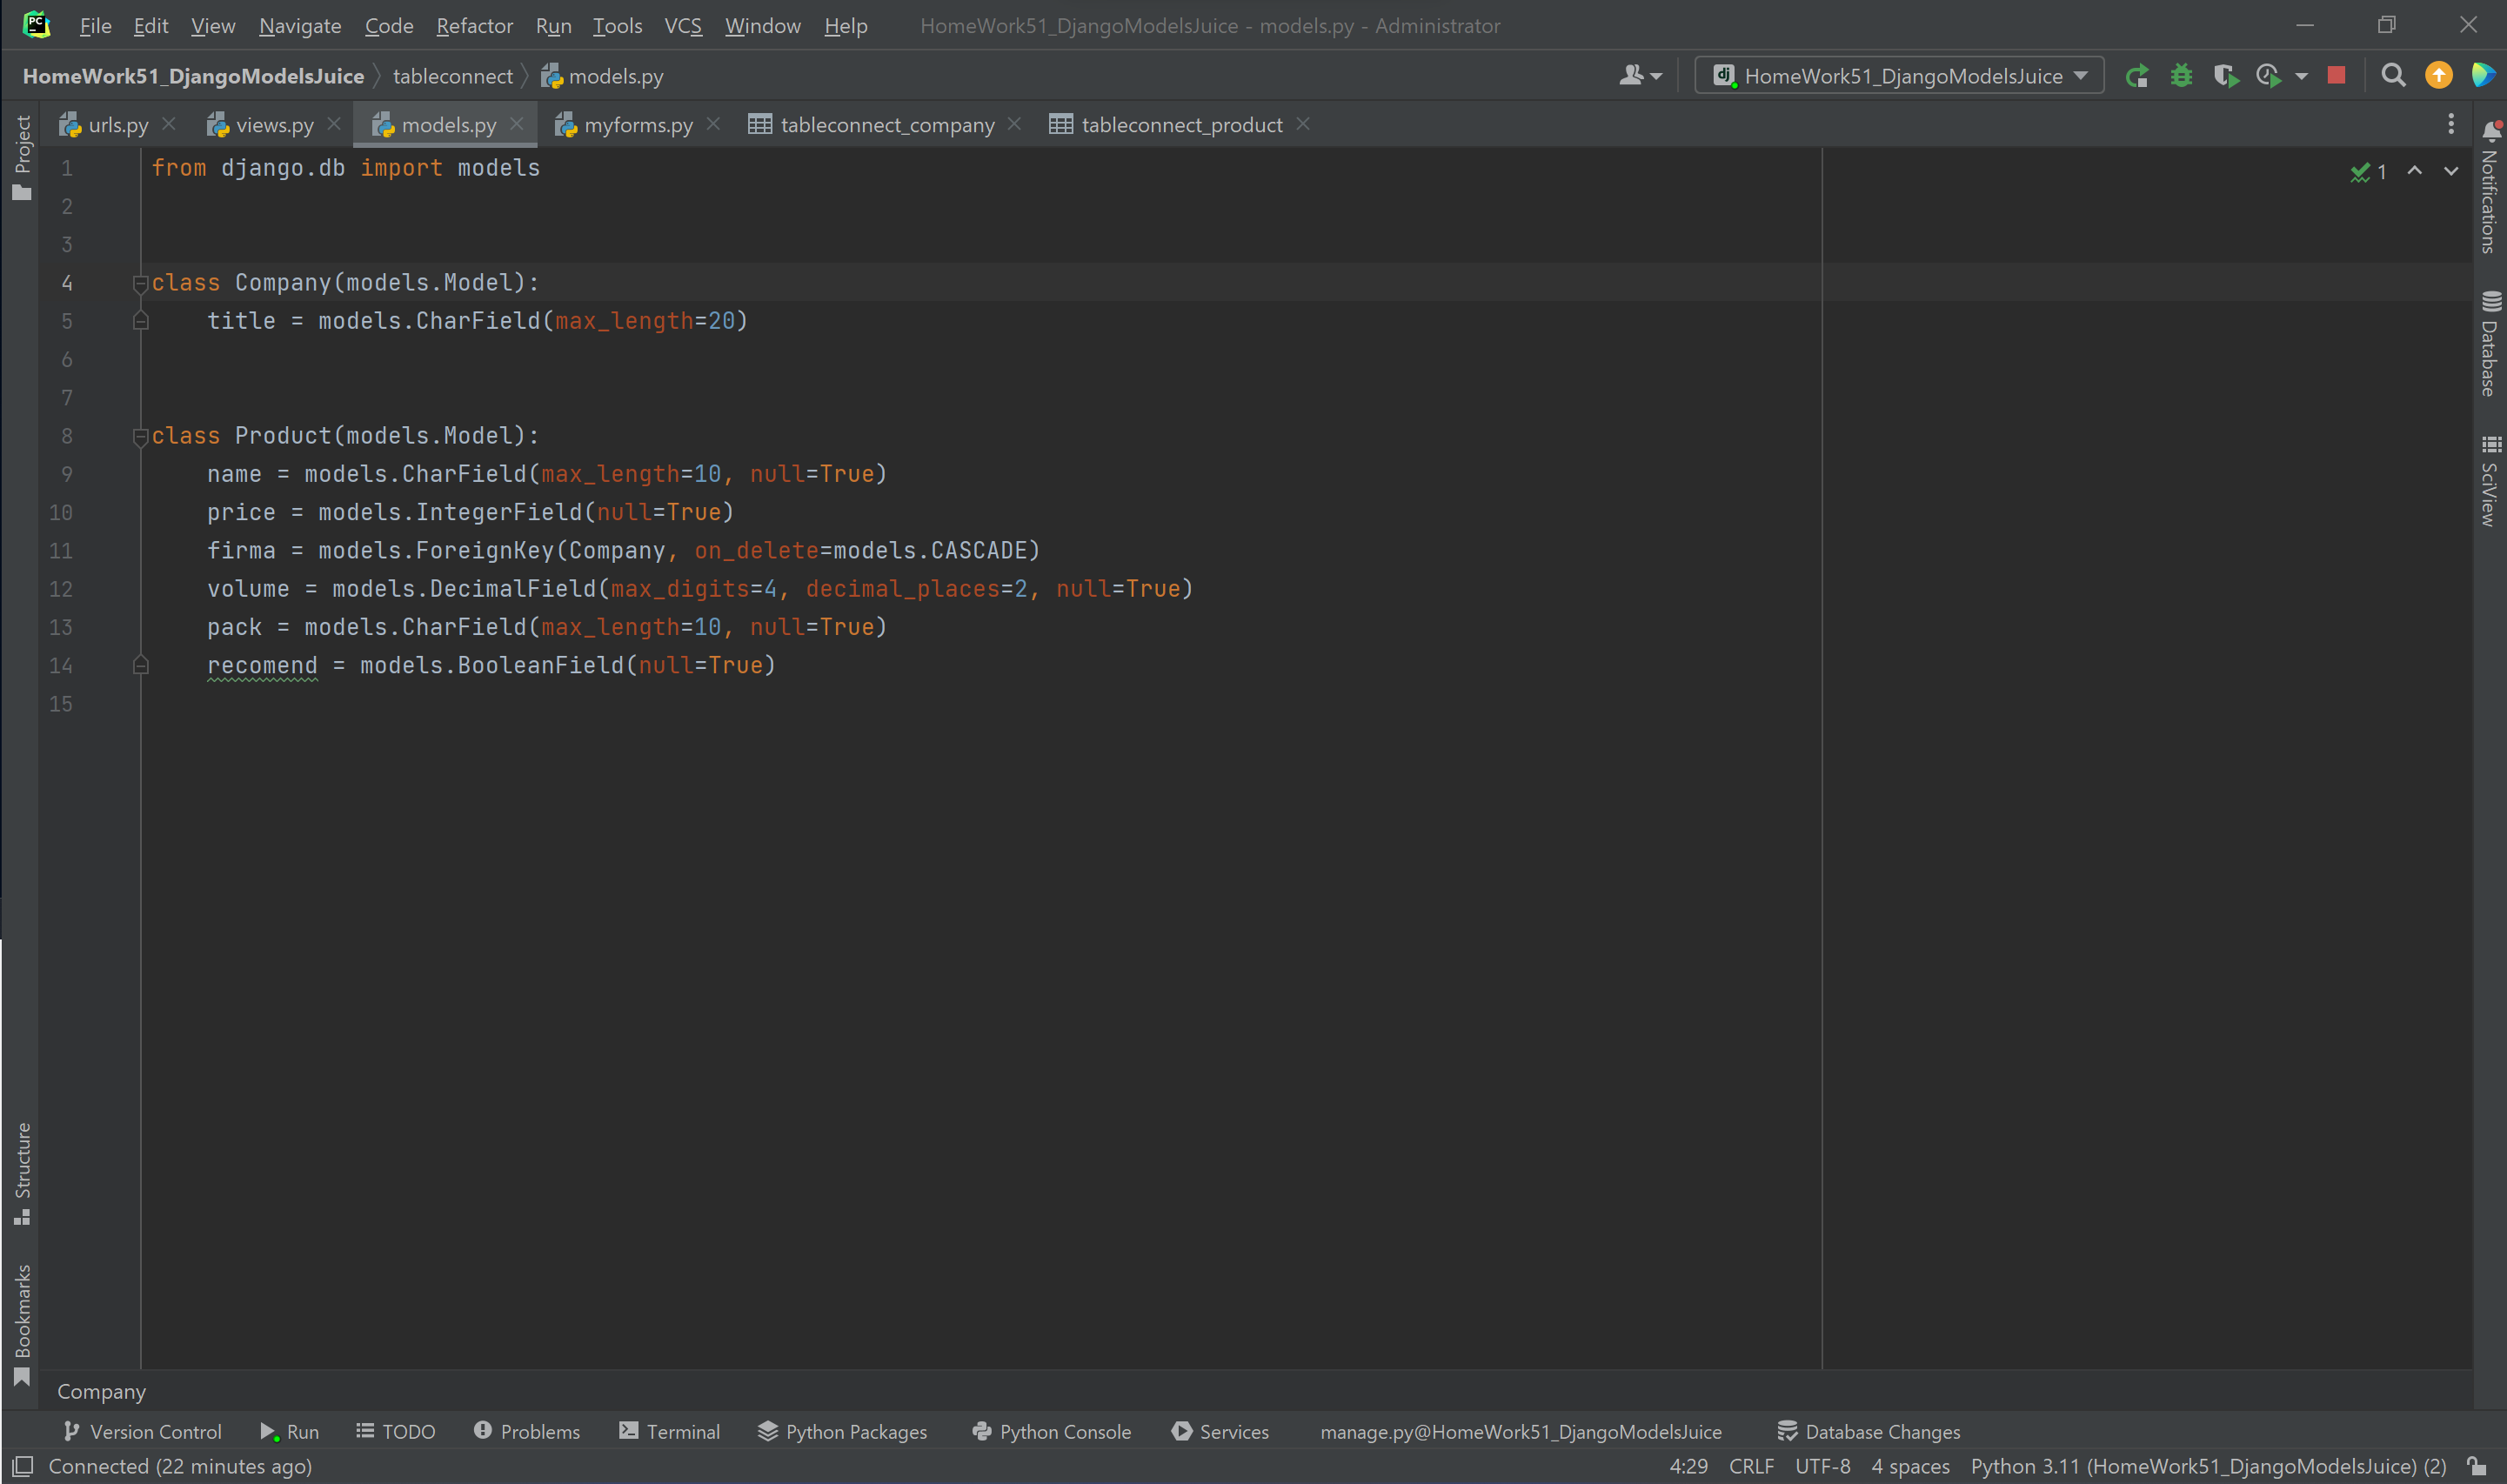 File Edit View Navigate Code Refactor Run Tools VCS Window Help HomeWork51_DjangoModelsJuice - models.py - Administrator
HomeWork51_DjangoModelsJuice tableconnect models.py HomeWork51_DjangoModelsJuice
urls.py views.py models.py myforms.py tableconnect_company tableconnect_product
Project
1 from django.db import models
1
2
3
4 class Company(models.Model):
5 title = models.CharField(max_length=20)
6
7
8 class Product(models.Model):
9 name = models.CharField(max_length=10, null=True)
10 price = models.IntegerField(null=True)
11 firma = models.ForeignKey(Company, on_delete=models.CASCADE)
12 volume = models.DecimalField(max_digits=4, decimal_places=2, null=True)
13 pack = models.CharField(max_length=10, null=True)
14 recomend = models.BooleanField(null=True)
15
Notifications
Database
SciView
Structure
Bookmarks
Company
Version Control Run TODO Problems Terminal Python Packages Python Console Services manage.py@HomeWork51_DjangoModelsJuice Database Changes
Connected (22 minutes ago) 4:29 CRLF UTF-8 4 spaces Python 3.11 (HomeWork51_DjangoModelsJuice) (2)